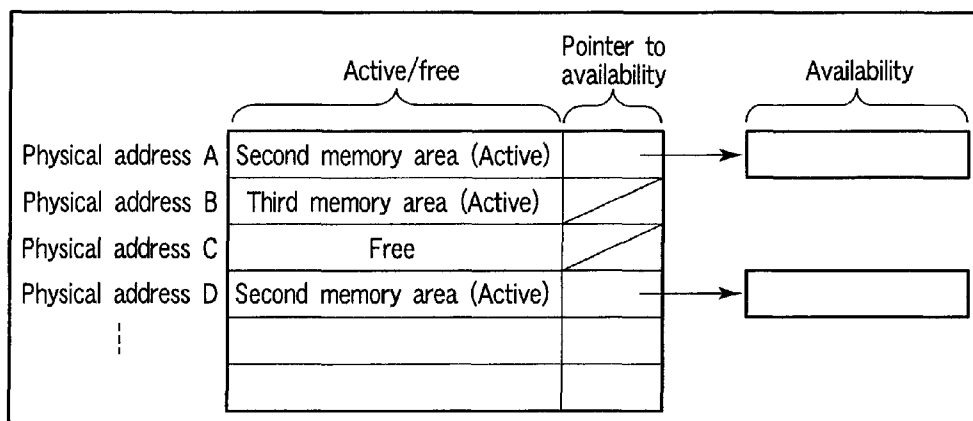 Active/free
Pointer to
availability
Availability
Physical address A Second memory area (Active)
Physical address B Third memory area (Active)
Physical address C Free
Physical address D Second memory area (Active)